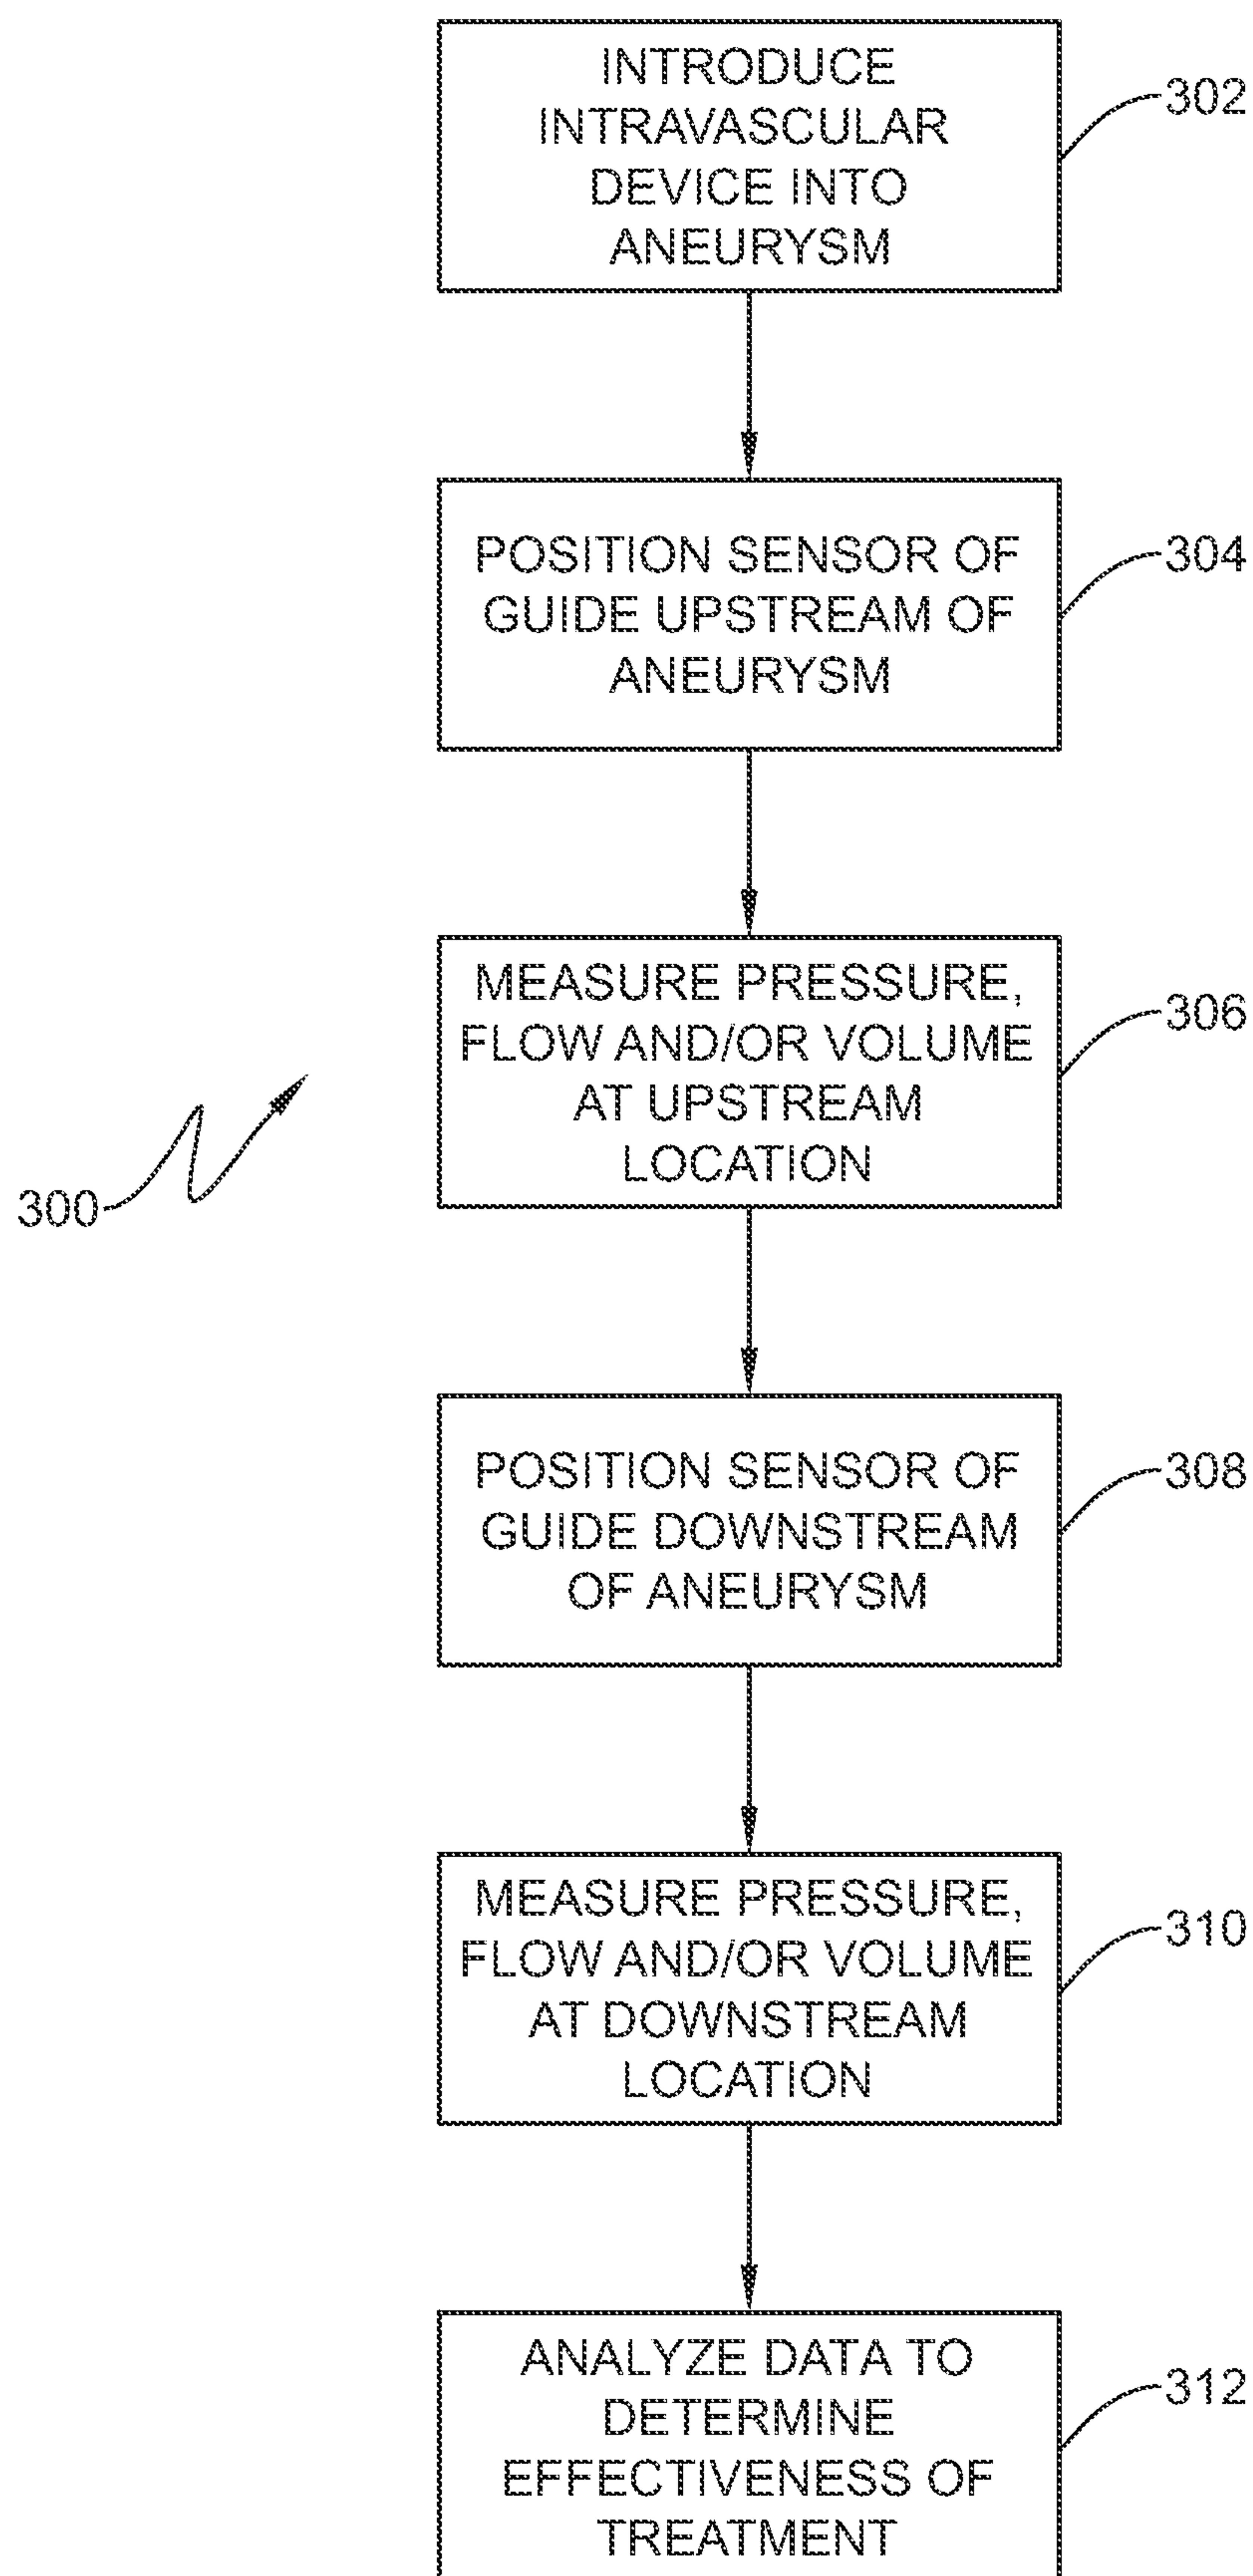 INTRODUCE
INTRAVASCULAR
DEVICE INTO
ANEURYSM
302
POSITION SENSOR OF
GUIDE UPSTREAM OF
ANEURYSM
304
MEASURE PRESSURE,
FLOW AND/OR VOLUME
AT UPSTREAM
LOCATION
306
300
POSITION SENSOR OF
GUIDE DOWNSTREAM
OF ANEURYSM
308
MEASURE PRESSURE,
FLOW AND/OR VOLUME
AT DOWNSTREAM
LOCATION
310
ANALYZE DATA TO
DETERMINE
EFFECTIVENESS OF
TREATMENT
312